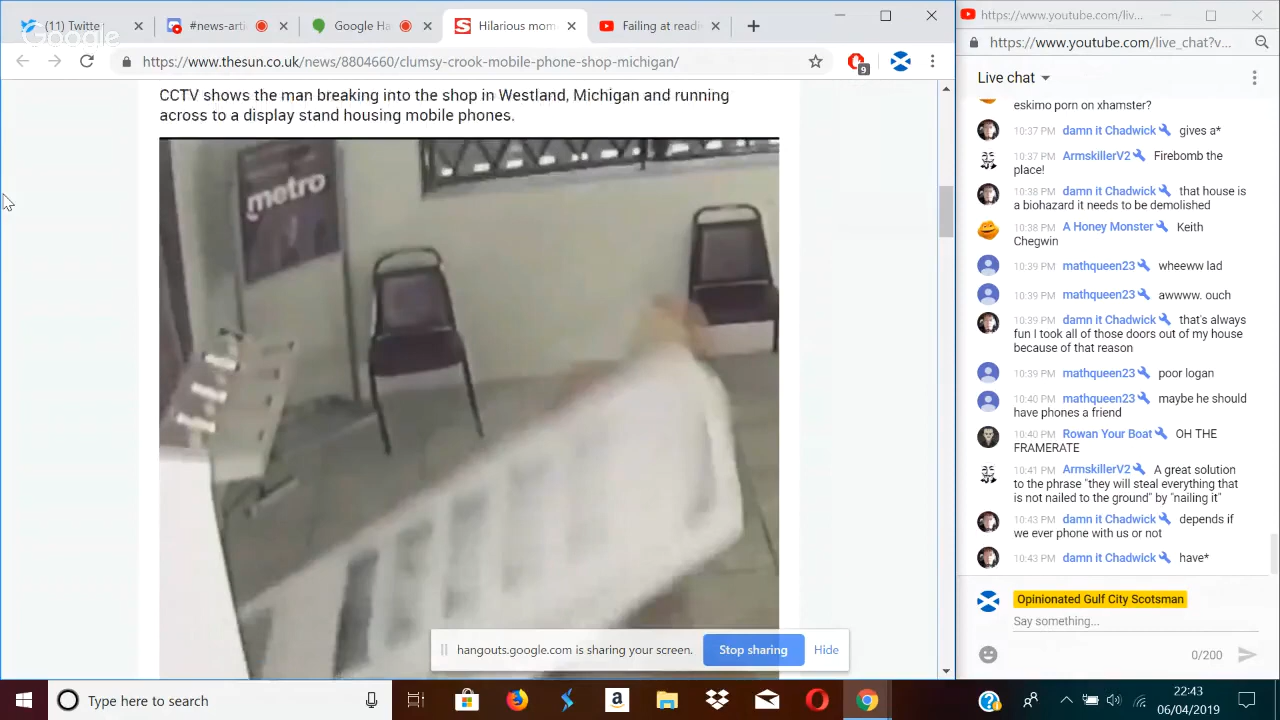 (11) Twitter
#news-arti
Google Ha
Hilarious mom
Failing at read
Google
https://www.thesun.co.uk/news/8804660/clumsy-crook-mobile-phone-shop-michigan/
9
CCTV shows the man breaking into the shop in Westland, Michigan and running
across to a display stand housing mobile phones.
metro
hangouts.google.com is sharing your screen.
Stop sharing
Hide
https://www.youtube.com/liv...
https://www.youtube.com/live_chat?v...
Live chat
eskimo porn on xhamster?
10:37 PM damn it Chadwick gives a*
10:37 PM ArmskillerV2 Firebomb the
place!
10:38 PM damn it Chadwick that house is
a biohazard it needs to be demolished
10:38 PM A Honey Monster Keith
Chegwin
10:39 PM mathqueen23 wheeww lad
10:39 PM mathqueen23 awwww. ouch
10:39 PM damn it Chadwick that's always
fun I took all of those doors out of my house
because of that reason
10:39 PM mathqueen23 poor logan
10:40 PM mathqueen23 maybe he should
have phones a friend
10:40 PM Rowan Your Boat OH THE
FRAMERATE
10:41 PM ArmskillerV2 A great solution
to the phrase "they will steal everything that
is not nailed to the ground" by "nailing it"
10:43 PM damn it Chadwick depends if
we ever phone with us or not
10:43 PM damn it Chadwick have*
Opinionated Gulf City Scotsman
Say something...
0/200
Type here to search
22:43
06/04/2019